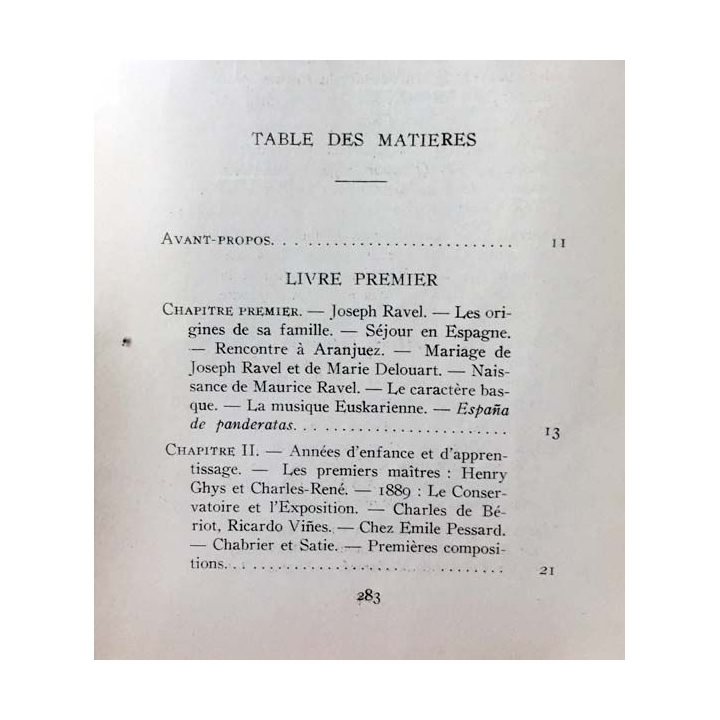 TABLE DES MATIERES
AVANT-PROPOS. . . . . . . . . . . . . . . . . . . . . . . . . 11
LIVRE PREMIER
CHAPITRE PREMIER. — Joseph Ravel. — Les ori-
gines de sa famille. — Séjour en Espagne.
— Rencontre à Aranjuez. — Mariage de
Joseph Ravel et de Marie Delouart. — Nais-
sance de Maurice Ravel. — Le caractère bas-
que. — La musique Euskarienne. — España
de panderatas. . . . . . . . . . . . . . . . . . . . . . . 13
CHAPITRE II. — Années d'enfance et d'appren-
tissage. — Les premiers maîtres : Henry
Ghys et Charles-René. — 1889 : Le Conser-
vatoire et l'Exposition. — Charles de Bé-
riot, Ricardo Viñes. — Chez Emile Pessard.
— Chabrier et Satie. — Premières composi-
tions. . . . . . . . . . . . . . . . . . . . . . . . . . . . . 21
283